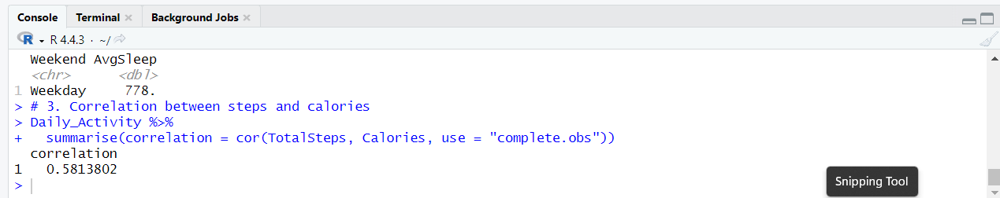 Console Terminal Background Jobs
R R 4.4.3 · ~/
Weekend AvgSleep
<chr> <dbl>
1 Weekday 778.
> # 3. Correlation between steps and calories
> Daily_Activity %>%
+ summarise(correlation = cor(TotalSteps, Calories, use = "complete.obs"))
correlation
1 0.5813802
>
Snipping Tool